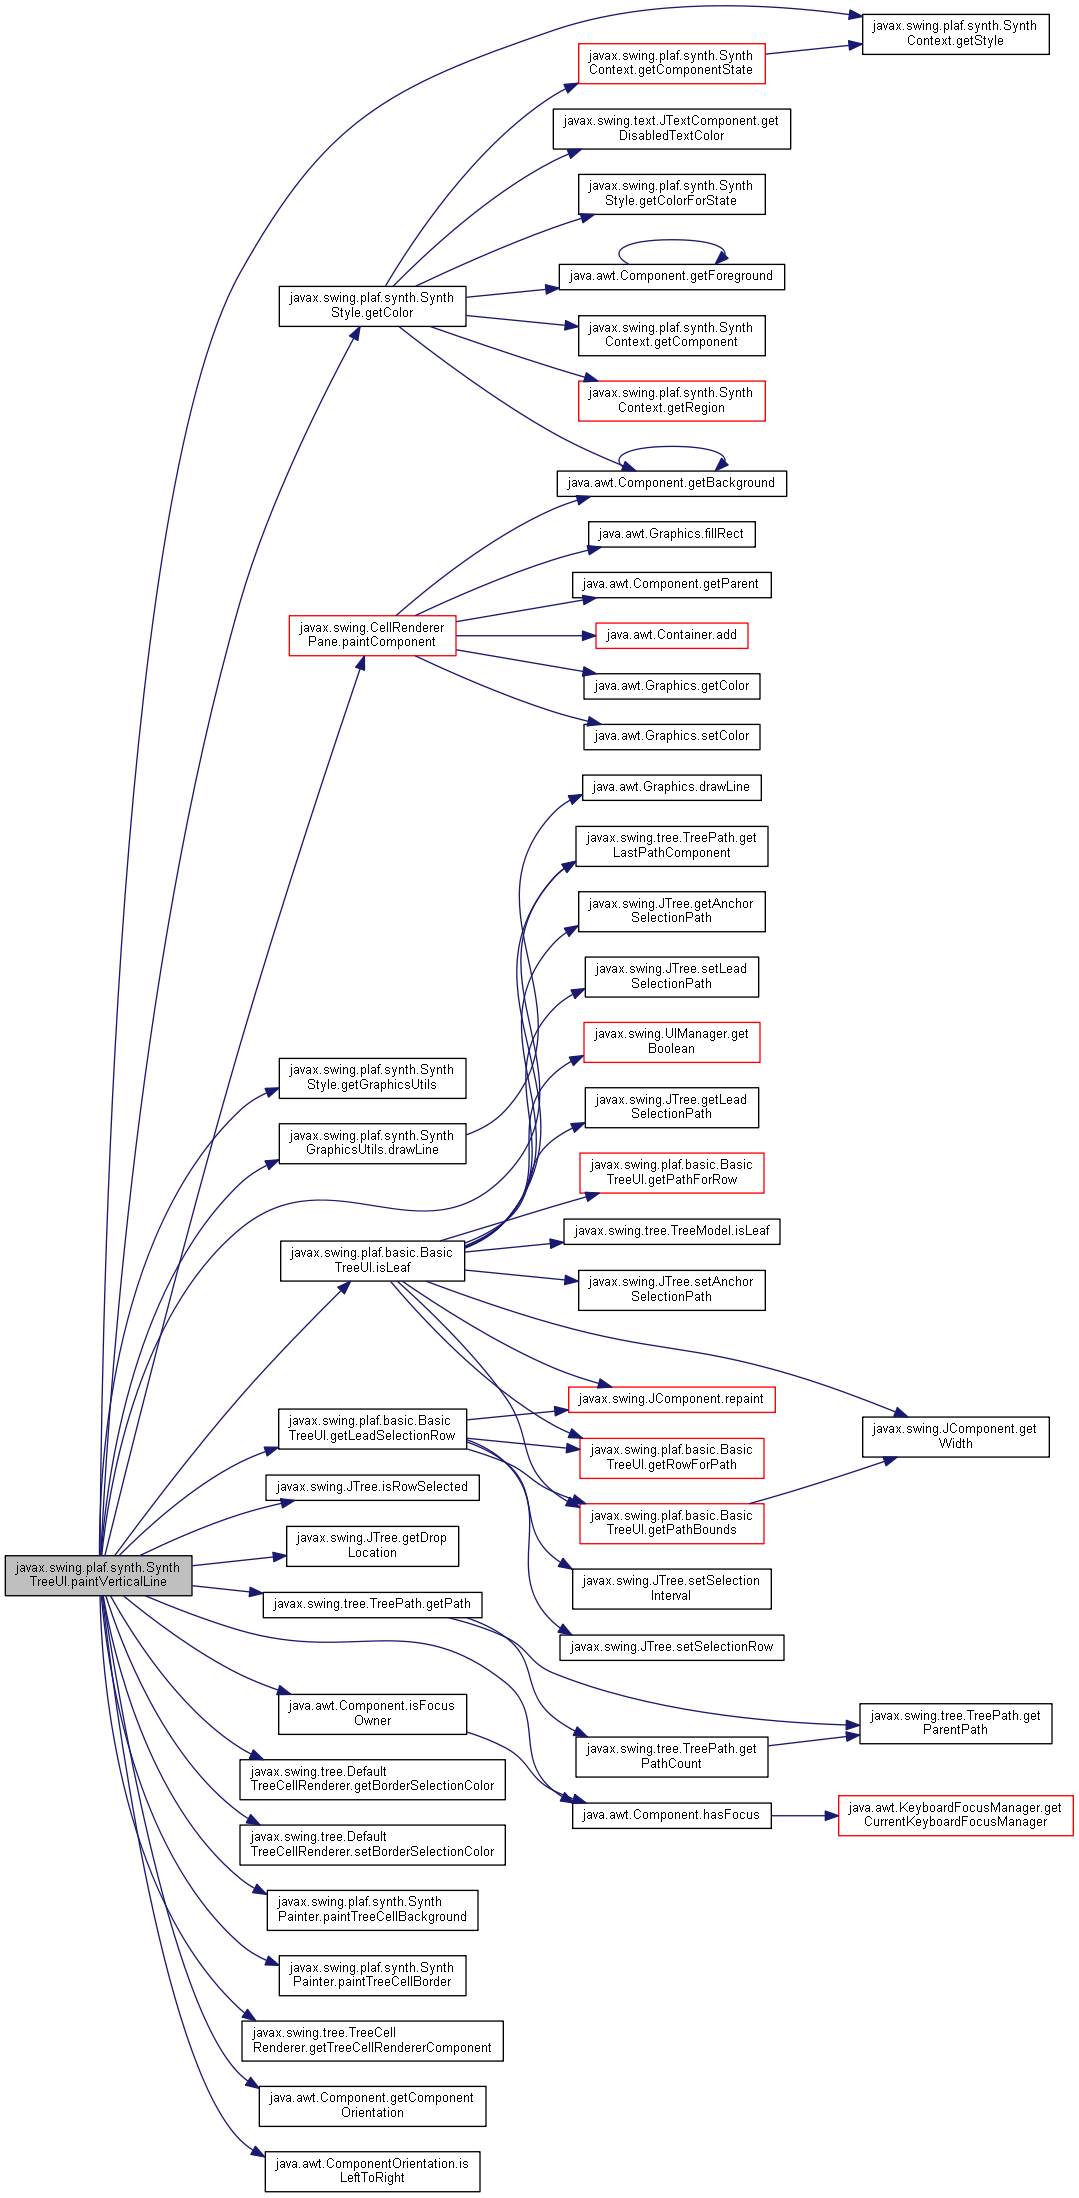 javax.swing.plaf.synth.Synth
Context.getStyle
javax.swing.plaf.synth.Synth
Context.getComponentState
javax.swing.text.JTextComponent.get
DisabledTextColor
javax.swing.plaf.synth.Synth
Style.getColorForState
java.awt.Component.getForeground
javax.swing.plaf.synth.Synth
Style.getColor
javax.swing.plaf.synth.Synth
Context.getComponent
javax.swing.plaf.synth.Synth
Context.getRegion
java.awt.Component.getBackground
java.awt.Graphics.fillRect
java.awt.Component.getParent
javax.swing.CellRenderer
Pane.paintComponent
java.awt.Container.add
java.awt.Graphics.getColor
java.awt.Graphics.setColor
java.awt.Graphics.drawLine
javax.swing.tree.TreePath.get
LastPathComponent
javax.swing.JTree.getAnchor
SelectionPath
javax.swing.JTree.setLead
SelectionPath
javax.swing.UIManager.get
Boolean
javax.swing.plaf.synth.Synth
Style.getGraphicsUtils
javax.swing.JTree.getLead
SelectionPath
javax.swing.plaf.synth.Synth
GraphicsUtils.drawLine
javax.swing.plaf.basic.Basic
TreeUI.getPathForRow
javax.swing.tree.TreeModel.isLeaf
javax.swing.plaf.basic.Basic
TreeUI.isLeaf
javax.swing.JTree.setAnchor
SelectionPath
javax.swing.JComponent.repaint
javax.swing.plaf.basic.Basic
TreeUI.getLeadSelectionRow
javax.swing.JComponent.get
Width
javax.swing.plaf.basic.Basic
TreeUI.getRowForPath
javax.swing.JTree.isRowSelected
javax.swing.plaf.basic.Basic
TreeUI.getPathBounds
javax.swing.JTree.getDrop
Location
javax.swing.plaf.synth.Synth
TreeUI.paintVerticalLine
javax.swing.JTree.setSelection
Interval
javax.swing.tree.TreePath.getPath
javax.swing.JTree.setSelectionRow
java.awt.Component.isFocus
Owner
javax.swing.tree.TreePath.get
ParentPath
javax.swing.tree.TreePath.get
PathCount
javax.swing.tree.Default
TreeCellRenderer.getBorderSelectionColor
java.awt.Component.hasFocus
java.awt.KeyboardFocusManager.get
CurrentKeyboardFocusManager
javax.swing.tree.Default
TreeCellRenderer.setBorderSelectionColor
javax.swing.plaf.synth.Synth
Painter.paintTreeCellBackground
javax.swing.plaf.synth.Synth
Painter.paintTreeCellBorder
javax.swing.tree.TreeCell
Renderer.getTreeCellRendererComponent
java.awt.Component.getComponent
Orientation
java.awt.ComponentOrientation.is
LeftToRight